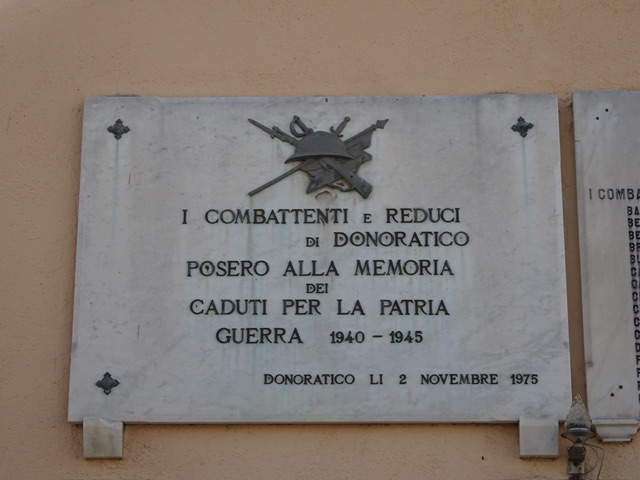 I COMBATTENTI E REDUCI
DI DONORATICO
POSERO ALLA MEMORIA
DEI
CADUTI PER LA PATRIA
GUERRA 1940 - 1945
DONORATICO LI 2 NOVEMBRE 1975
I